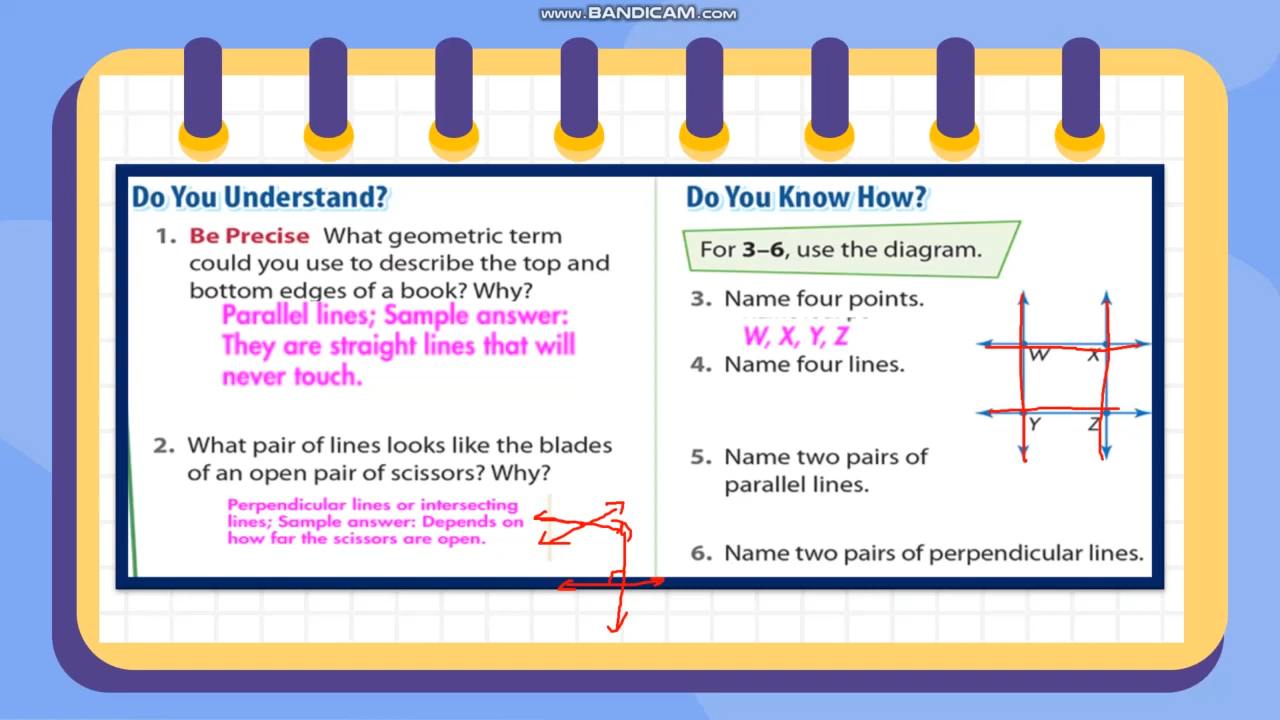 www.BANDICAM.com
Do You Understand?
1. Be Precise What geometric term
could you use to describe the top and
bottom edges of a book? Why?
Parallel lines; Sample answer:
They are straight lines that will
never touch.
2. What pair of lines looks like the blades
of an open pair of scissors? Why?
Perpendicular lines or intersecting
lines; Sample answer: Depends on
how far the scissors are open.
Do You Know How?
For 3–6, use the diagram.
3. Name four points.
W, X, Y, Z
4. Name four lines.
5. Name two pairs of
parallel lines.
6. Name two pairs of perpendicular lines.
W X
Y Z